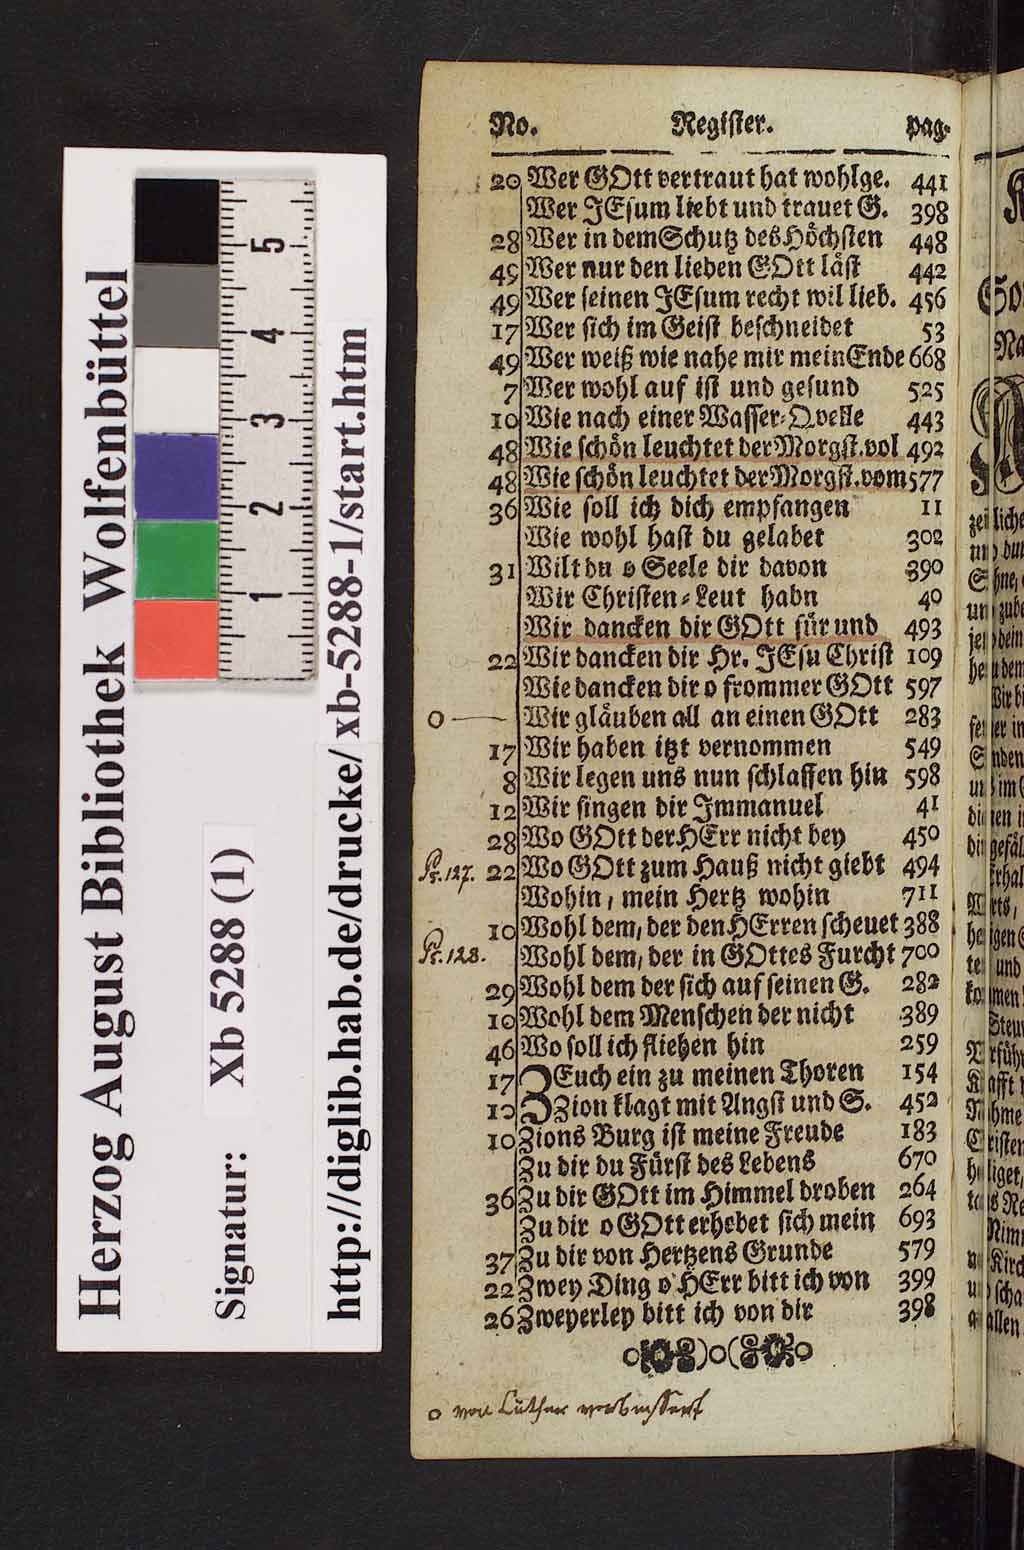 Herzog August Bibliothek Wolfenbüttel
Signatur: Xb 5288 (1)
http://diglib.hab.de/drucke/ xb-5288-1/start.htm
5
4
3
2
1
No. Register. pag.
20 Wer GOtt vertraut hat wohlge. 441
Wer JEsum liebt und trauet G. 398
28 Wer in dem Schutz des Höchsten 448
49 Wer nur den lieben GOtt läst 442
49 Wer seinen JEsum recht wil lieb. 456
17 Wer sich im Geist beschneidet 53
49 Wer weiß wie nahe mir mein Ende 668
7 Wer wohl auf ist und gesund 525
10 Wie nach einer Wasser-Qvelle 443
48 Wie schön leuchtet der Morgst. vol 492
48 Wie schön leuchtet der Morgst. vom 577
36 Wie soll ich dich empfangen 11
Wie wohl hast du gelabet 302
31 Wilt du o Seele dir davon 390
Wir Christen-Leut habn 40
Wir dancken dir GOtt für und 493
22 Wir dancken dir Hr. JEsu Christ 109
Wie dancken dir o frommer GOtt 597
o — Wir gläuben all an einen GOtt 283
17 Wir haben itzt vernommen 549
8 Wir legen uns nun schlaffen hin 598
12 Wir singen dir Immanuel 41
28 Wo GOtt der HErr nicht bey 450
Ps. 127. 22 Wo GOtt zum Hauß nicht giebt 494
Wohin, mein Hertz wohin 711
10 Wohl dem, der den HErren scheuet 388
Ps. 128. Wohl dem, der in GOttes Furcht 700
29 Wohl dem der sich auf seinen G. 282
10 Wohl dem Menschen der nicht 389
46 Wo soll ich fliehen hin 259
17 ZEuch ein zu meinen Thoren 154
10 Zion klagt mit Angst und S. 452
10 Zions Burg ist meine Freude 183
Zu dir du Fürst des Lebens 670
36 Zu dir GOtt im Himmel droben 264
Zu dir o GOtt erhebet sich mein 693
37 Zu dir von Hertzens Grunde 579
22 Zwey Ding o HErr bitt ich von 399
26 Zweyerley bitt ich von dir 398
o von Luther verbessert